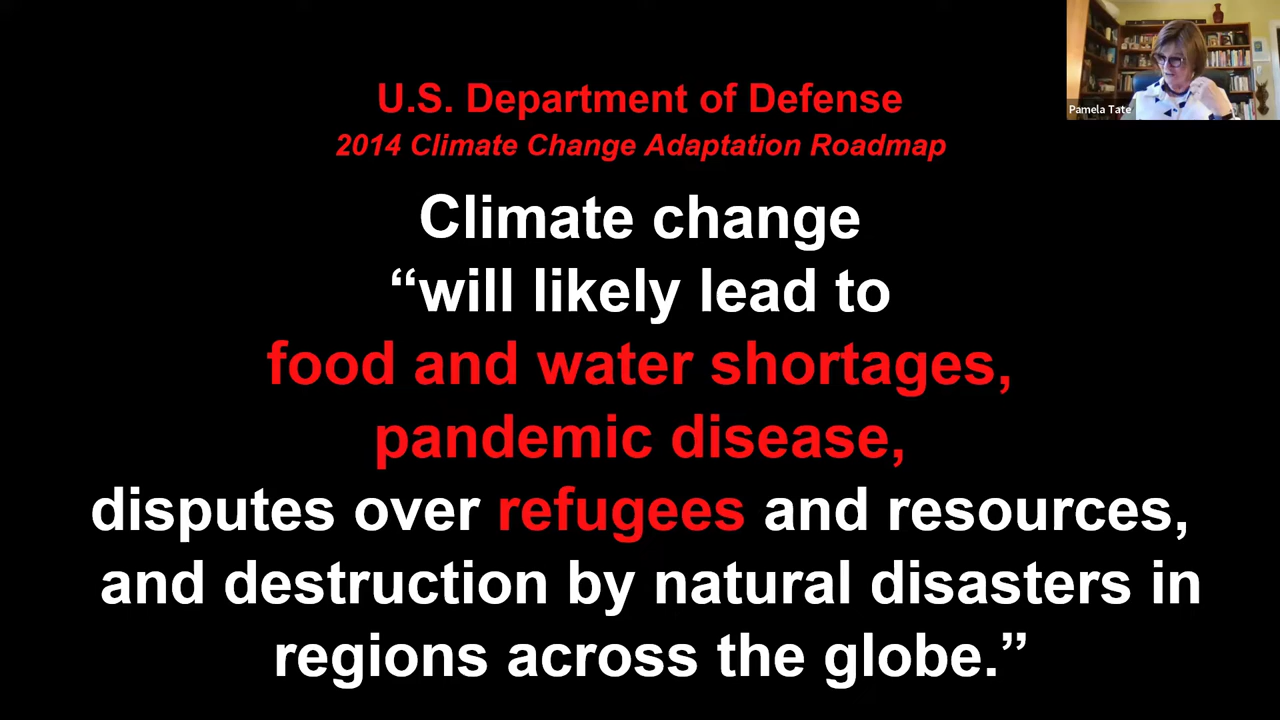 U.S. Department of Defense
2014 Climate Change Adaptation Roadmap
Climate change
“will likely lead to
food and water shortages,
pandemic disease,
disputes over refugees and resources,
and destruction by natural disasters in
regions across the globe.”
Pamela Tate